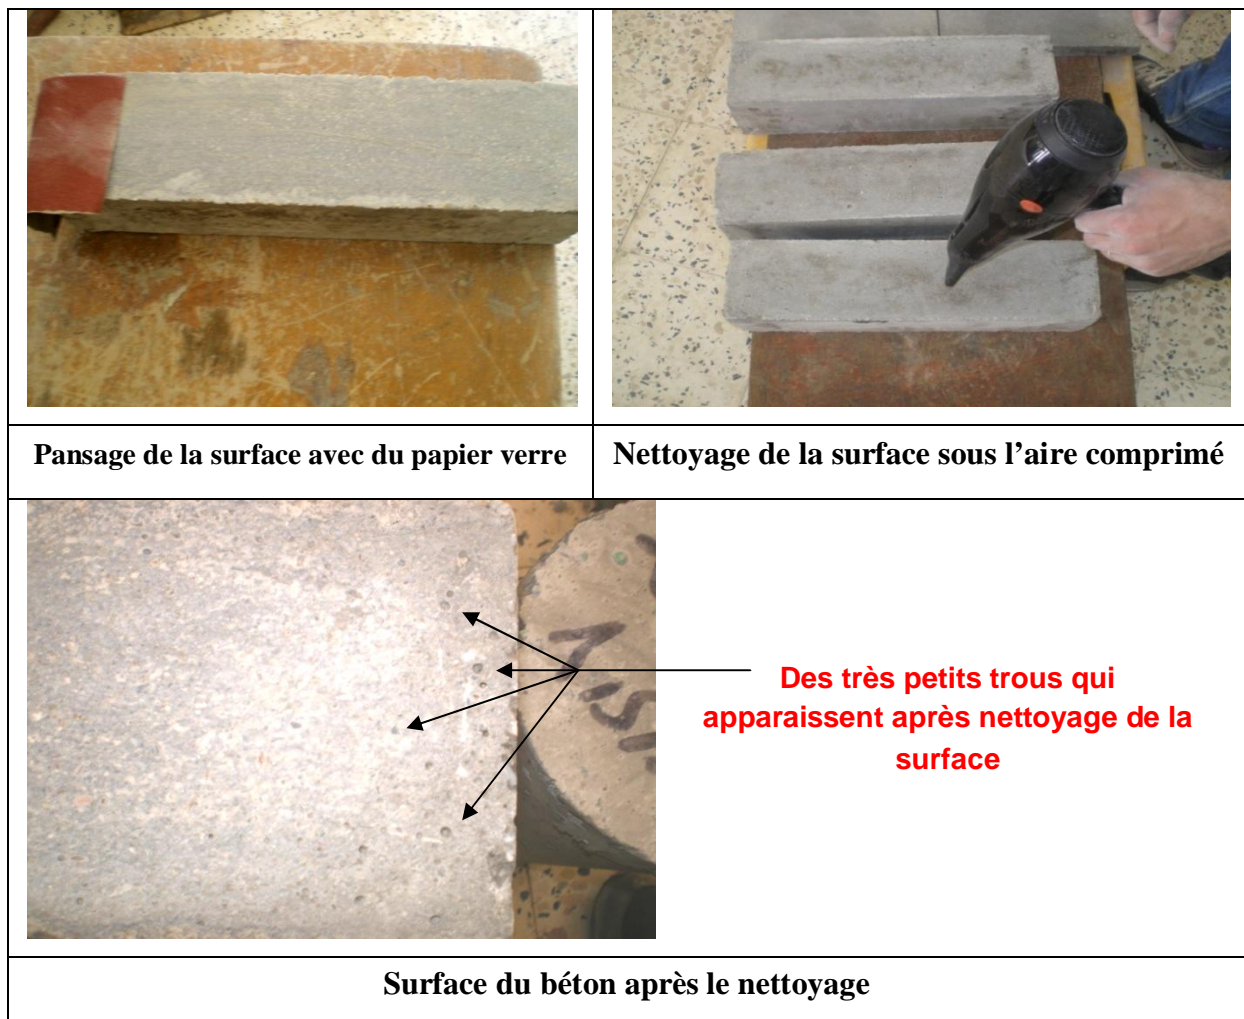 Pansage de la surface avec du papier verre
Nettoyage de la surface sous l'aire comprimé
Des très petits trous qui
apparaissent après nettoyage de la
surface
Surface du béton après le nettoyage